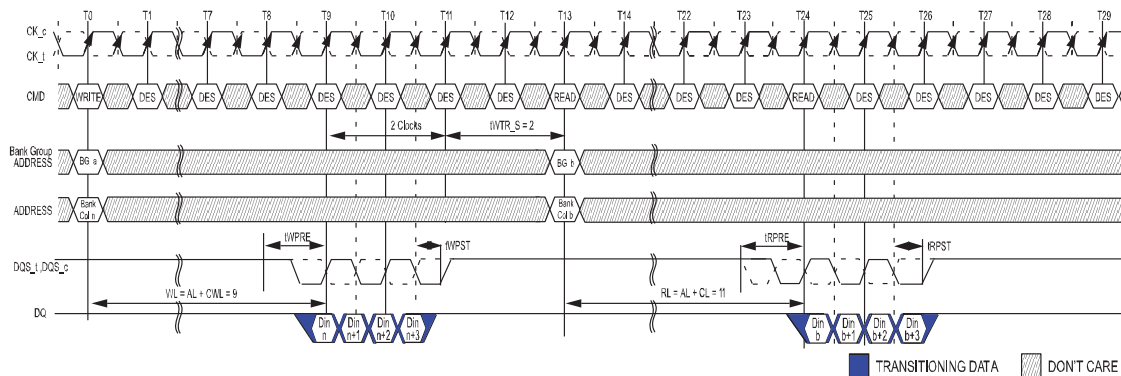 T0 T1 T7 T8 T9 T10 T11 T12 T13 T14 T22 T23 T24 T25 T26 T27 T28 T29
CK_c
CK_t
CMD WRITE DES DES DES DES DES DES DES READ DES DES DES READ DES DES DES DES DES
2 Clocks tWTR_S = 2
Bank Group
ADDRESS BG a BG b
ADDRESS Bank
Col n Bank
Col b
tWPRE tWPST tRPRE tRPST
DQS_t ,DQS_c
WL = AL + CWL = 9 RL = AL + CL = 11
DQ Din
n Din
n+1 Din
n+2 Din
n+3 Din
b Din
b+1 Din
b+2 Din
b+3
TRANSITIONING DATA DON'T CARE